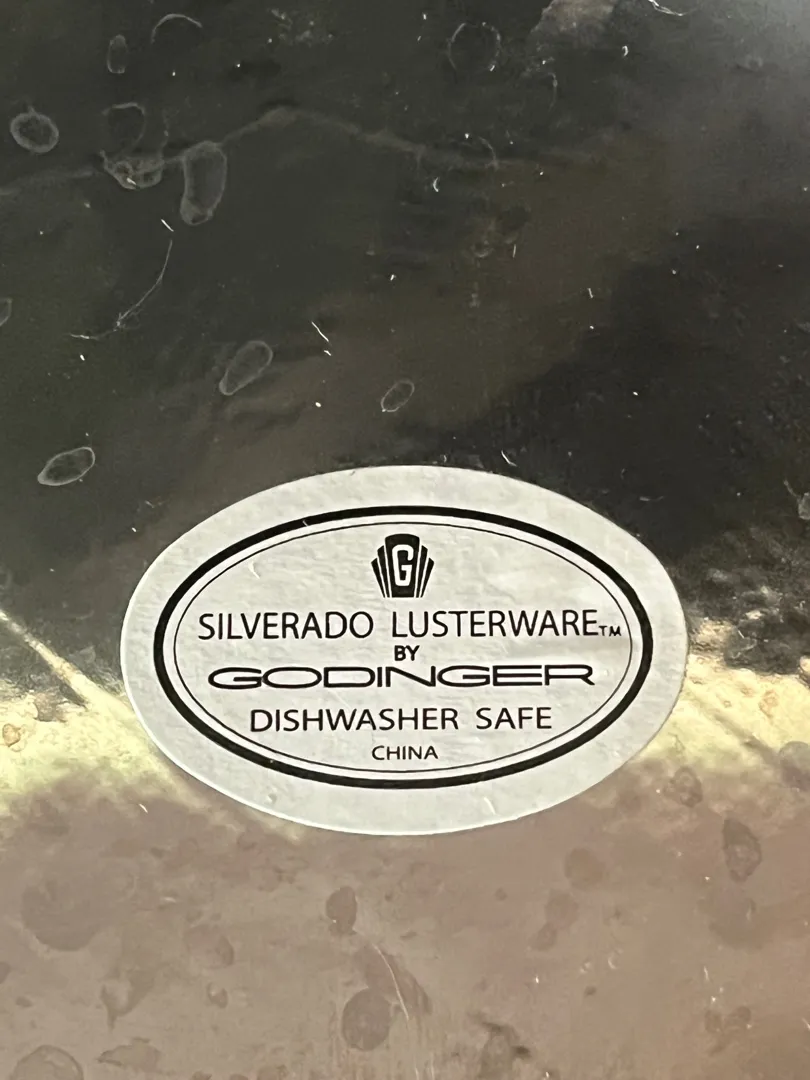 G
SILVERADO LUSTERWARE™
BY
GODINGER
DISHWASHER SAFE
CHINA